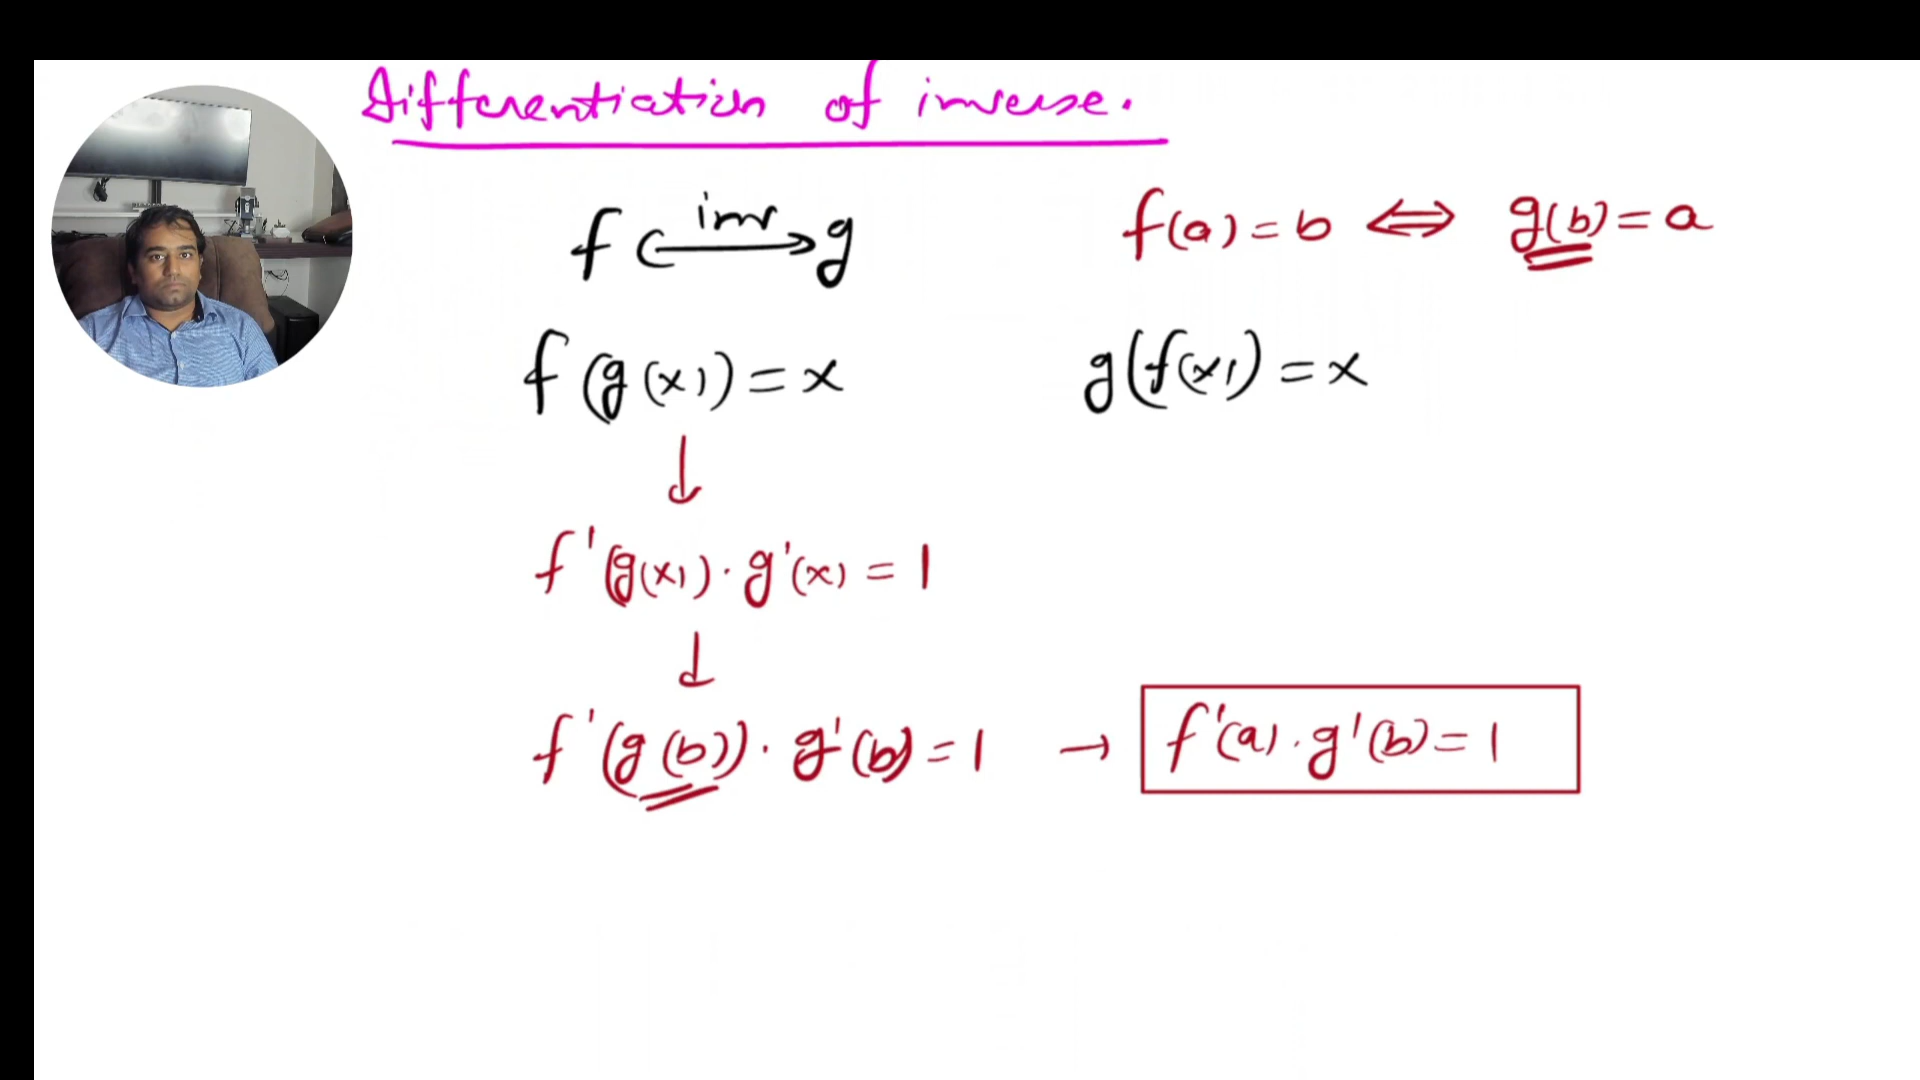 Differentiation of inverse.
f ⟷ inv g
f(a) = b ⟺ g(b) = a
f(g(x)) = x
g(f(x)) = x
↓
f'(g(x)) · g'(x) = 1
↓
f'(g(b)) · g'(b) = 1 → f'(a) · g'(b) = 1